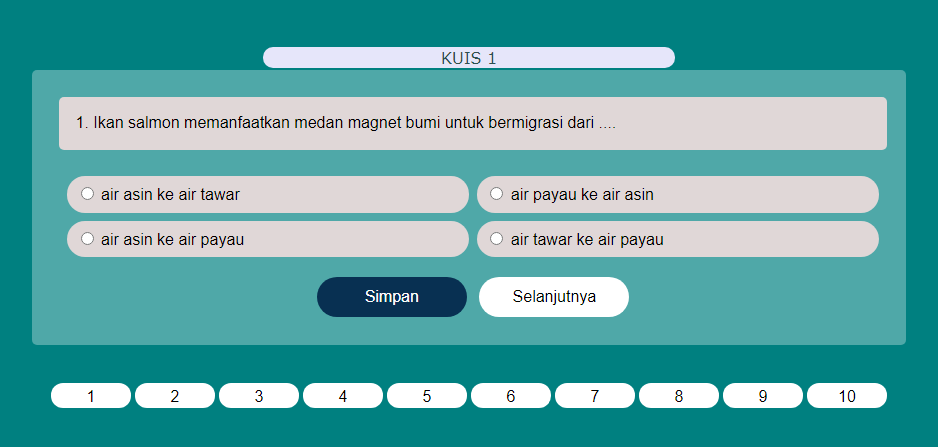 KUIS 1
1. Ikan salmon memanfaatkan medan magnet bumi untuk bermigrasi dari ....
air asin ke air tawar
air payau ke air asin
air asin ke air payau
air tawar ke air payau
Simpan
Selanjutnya
1 2 3 4 5 6 7 8 9 10